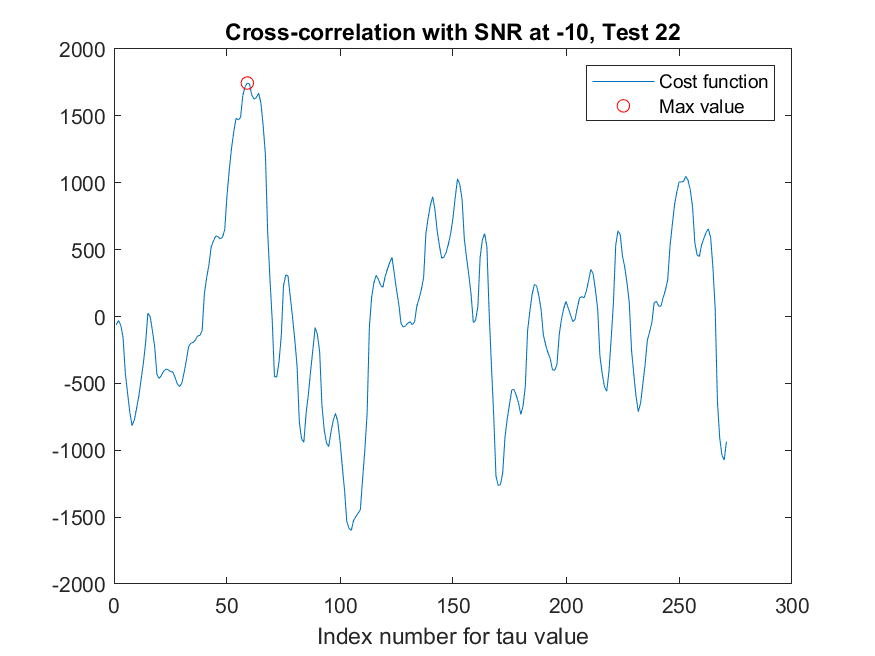 Cross-correlation with SNR at -10, Test 22
2000
1500
1000
500
0
-500
-1000
-1500
-2000
Cost function
Max value
0 50 100 150 200 250 300
Index number for tau value